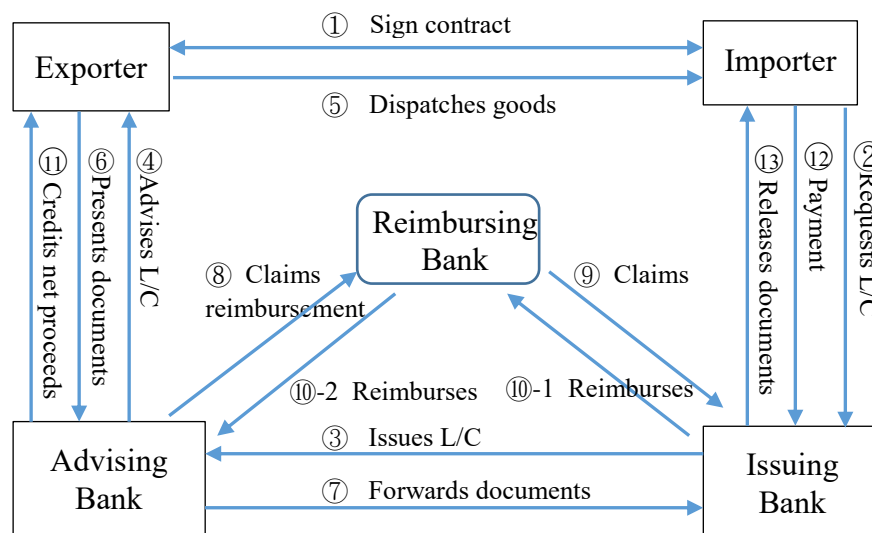 ① Sign contract
Exporter
Importer
⑤ Dispatches goods
⑪ Credits net proceeds
⑥ Presents documents
④ Advises L/C
⑬ Releases documents
⑫ Payment
② Requests L/C
Reimbursing
Bank
⑧ Claims
reimbursement
⑨ Claims
⑩-2 Reimburses
⑩-1 Reimburses
③ Issues L/C
Advising
Bank
Issuing
Bank
⑦ Forwards documents